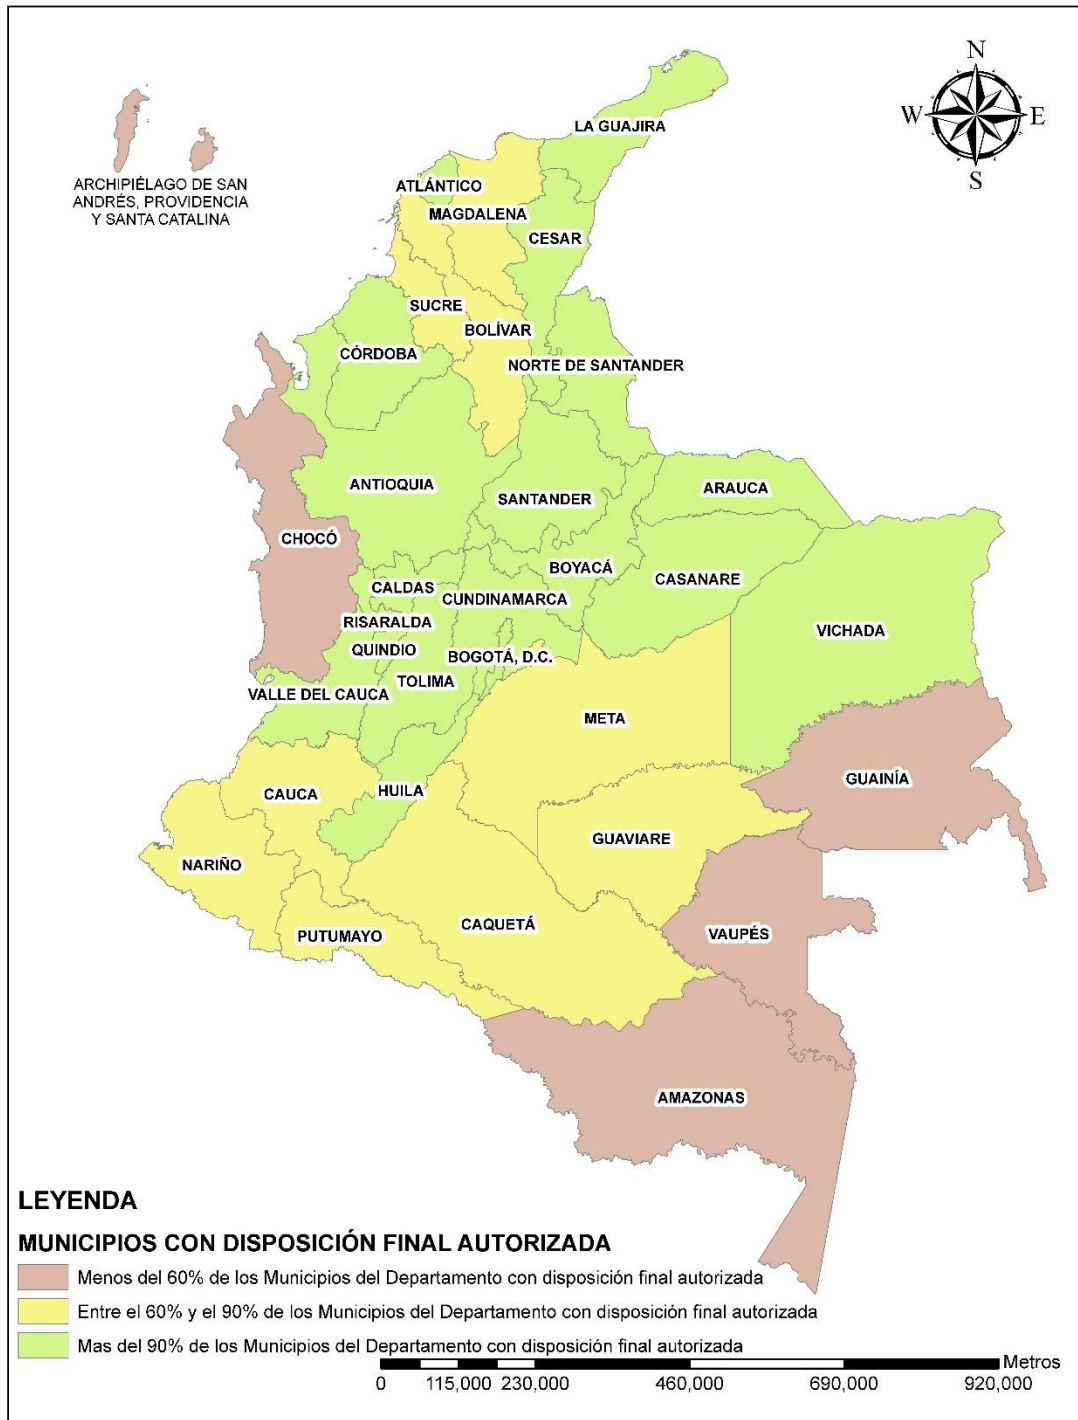 N
W
E
S
LA GUAJIRA
ARCHIPIÉLAGO DE SAN
ANDRÉS, PROVIDENCIA
Y SANTA CATALINA
ATLÁNTICO
MAGDALENA
CESAR
SUCRE
BOLÍVAR
CÓRDOBA
NORTE DE SANTANDER
ANTIOQUIA
SANTANDER
ARAUCA
CHOCÓ
BOYACÁ
CASANARE
CALDAS
CUNDINAMARCA
RISARALDA
VICHADA
QUINDIO
BOGOTÁ, D.C.
TOLIMA
VALLE DEL CAUCA
META
GUAINÍA
HUILA
CAUCA
GUAVIARE
NARIÑO
CAQUETÁ
VAUPÉS
PUTUMAYO
AMAZONAS
LEYENDA
MUNICIPIOS CON DISPOSICIÓN FINAL AUTORIZADA
Menos del 60% de los Municipios del Departamento con disposición final autorizada
Entre el 60% y el 90% de los Municipios del Departamento con disposición final autorizada
Mas del 90% de los Municipios del Departamento con disposición final autorizada
Metros
0 115,000 230,000 460,000 690,000 920,000